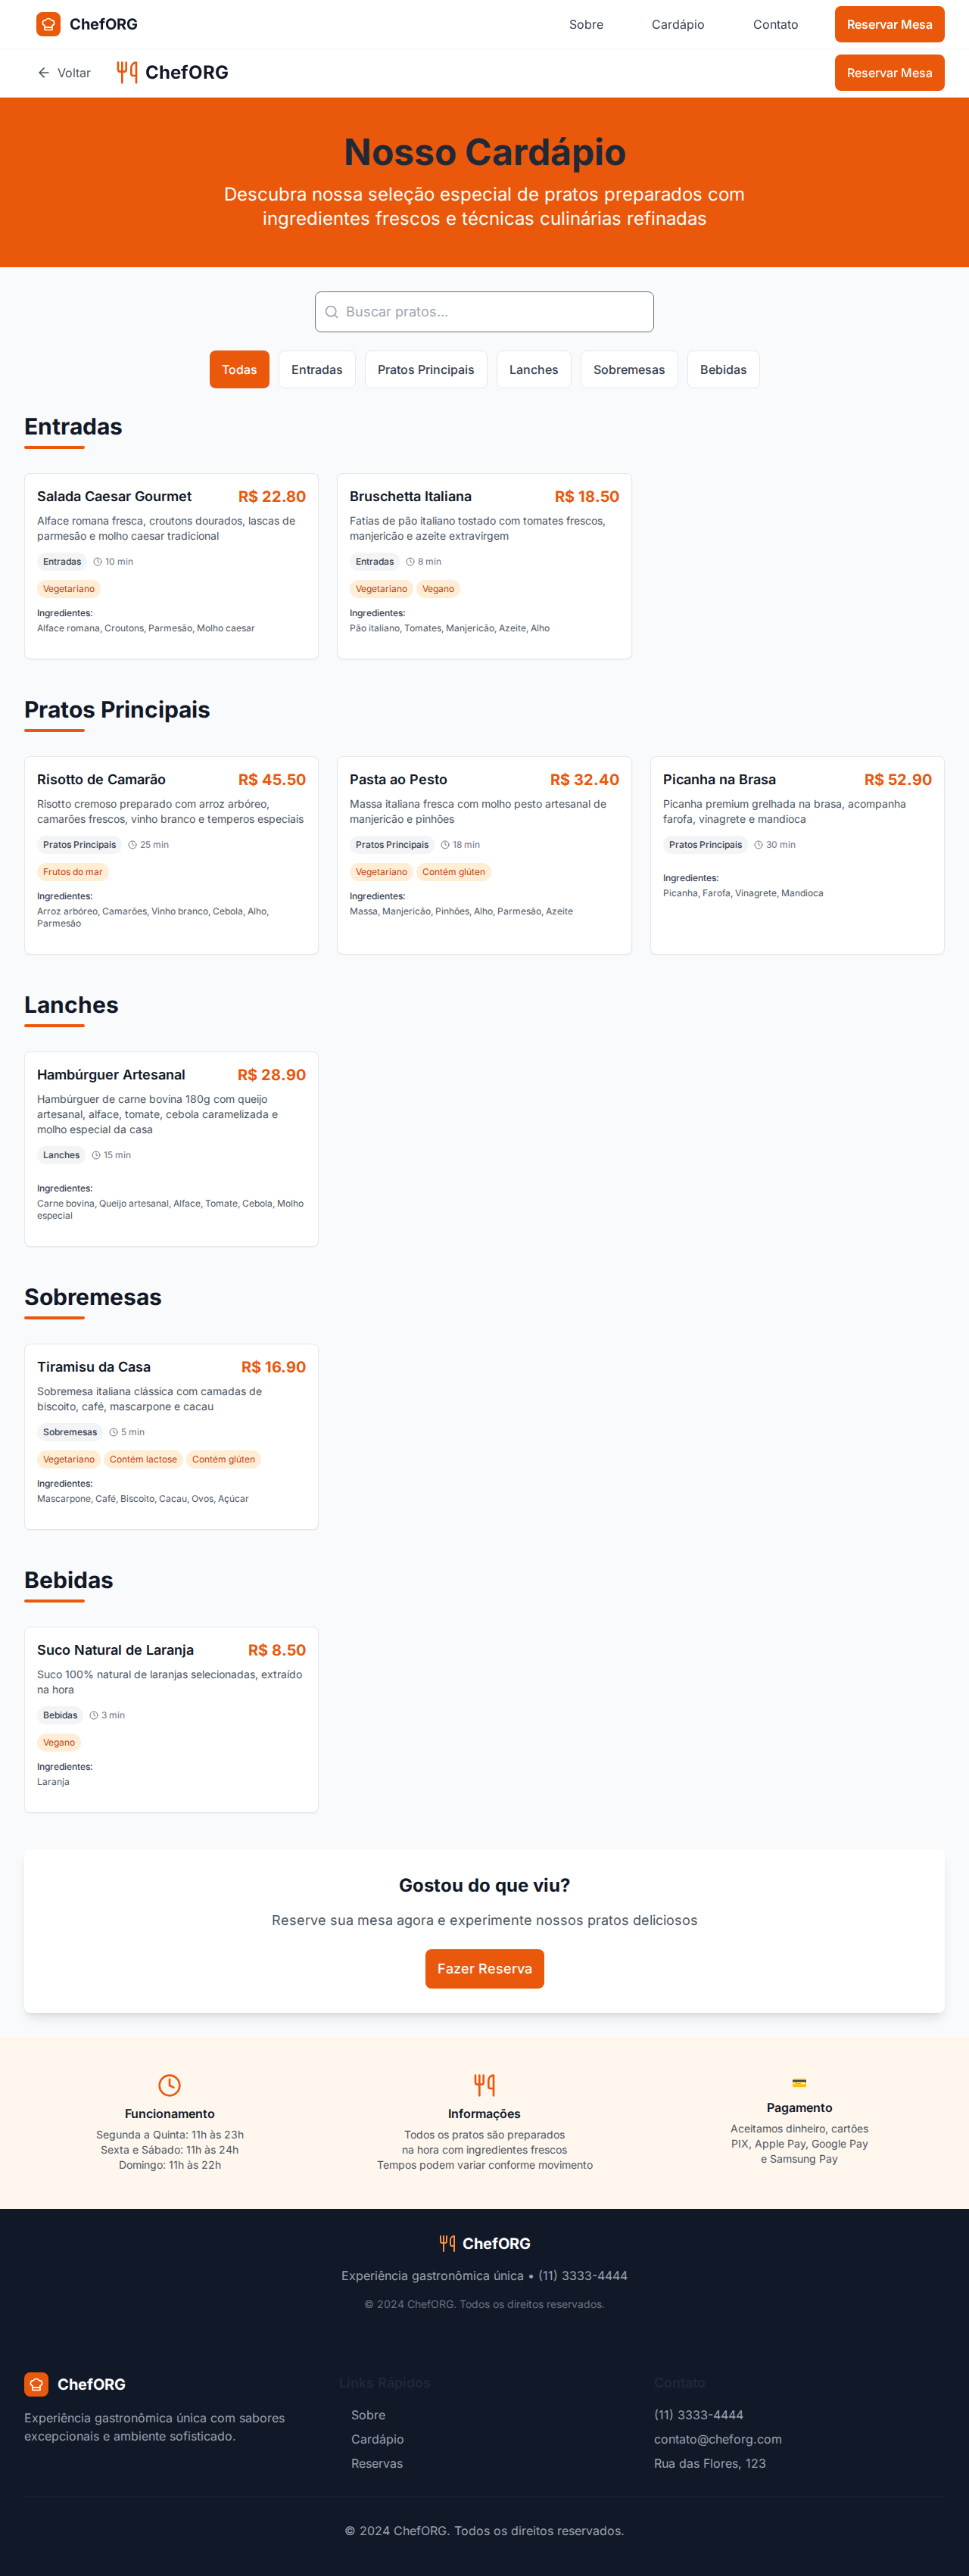 ChefORG
Sobre
Cardápio
Contato
Reservar Mesa
Voltar
ChefORG
Reservar Mesa
Nosso Cardápio
Descubra nossa seleção especial de pratos preparados com
ingredientes frescos e técnicas culinárias refinadas
Buscar pratos...
Todas
Entradas
Pratos Principais
Lanches
Sobremesas
Bebidas
Entradas
Salada Caesar Gourmet
R$ 22.80
Alface romana fresca, croutons dourados, lascas de
parmesão e molho caesar tradicional
Entradas
10 min
Vegetariano
Ingredientes:
Alface romana, Croutons, Parmesão, Molho caesar
Bruschetta Italiana
R$ 18.50
Fatias de pão italiano tostado com tomates frescos,
manjericão e azeite extravirgem
Entradas
8 min
Vegetariano
Vegano
Ingredientes:
Pão italiano, Tomates, Manjericão, Azeite, Alho
Pratos Principais
Risotto de Camarão
R$ 45.50
Risotto cremoso preparado com arroz arbóreo,
camarões frescos, vinho branco e temperos especiais
Pratos Principais
25 min
Frutos do mar
Ingredientes:
Arroz arbóreo, Camarões, Vinho branco, Cebola, Alho,
Parmesão
Pasta ao Pesto
R$ 32.40
Massa italiana fresca com molho pesto artesanal de
manjericão e pinhões
Pratos Principais
18 min
Vegetariano
Contém glúten
Ingredientes:
Massa, Manjericão, Pinhões, Alho, Parmesão, Azeite
Picanha na Brasa
R$ 52.90
Picanha premium grelhada na brasa, acompanha
farofa, vinagrete e mandioca
Pratos Principais
30 min
Ingredientes:
Picanha, Farofa, Vinagrete, Mandioca
Lanches
Hambúrguer Artesanal
R$ 28.90
Hambúrguer de carne bovina 180g com queijo
artesanal, alface, tomate, cebola caramelizada e
molho especial da casa
Lanches
15 min
Ingredientes:
Carne bovina, Queijo artesanal, Alface, Tomate, Cebola, Molho
especial
Sobremesas
Tiramisu da Casa
R$ 16.90
Sobremesa italiana clássica com camadas de
biscoito, café, mascarpone e cacau
Sobremesas
5 min
Vegetariano
Contém lactose
Contém glúten
Ingredientes:
Mascarpone, Café, Biscoito, Cacau, Ovos, Açúcar
Bebidas
Suco Natural de Laranja
R$ 8.50
Suco 100% natural de laranjas selecionadas, extraído
na hora
Bebidas
3 min
Vegano
Ingredientes:
Laranja
Gostou do que viu?
Reserve sua mesa agora e experimente nossos pratos deliciosos
Fazer Reserva
Funcionamento
Segunda a Quinta: 11h às 23h
Sexta e Sábado: 11h às 24h
Domingo: 11h às 22h
Informações
Todos os pratos são preparados
na hora com ingredientes frescos
Tempos podem variar conforme movimento
Pagamento
Aceitamos dinheiro, cartões
PIX, Apple Pay, Google Pay
e Samsung Pay
ChefORG
Experiência gastronômica única • (11) 3333-4444
© 2024 ChefORG. Todos os direitos reservados.
ChefORG
Experiência gastronômica única com sabores
excepcionais e ambiente sofisticado.
Links Rápidos
Sobre
Cardápio
Reservas
Contato
(11) 3333-4444
contato@cheforg.com
Rua das Flores, 123
© 2024 ChefORG. Todos os direitos reservados.